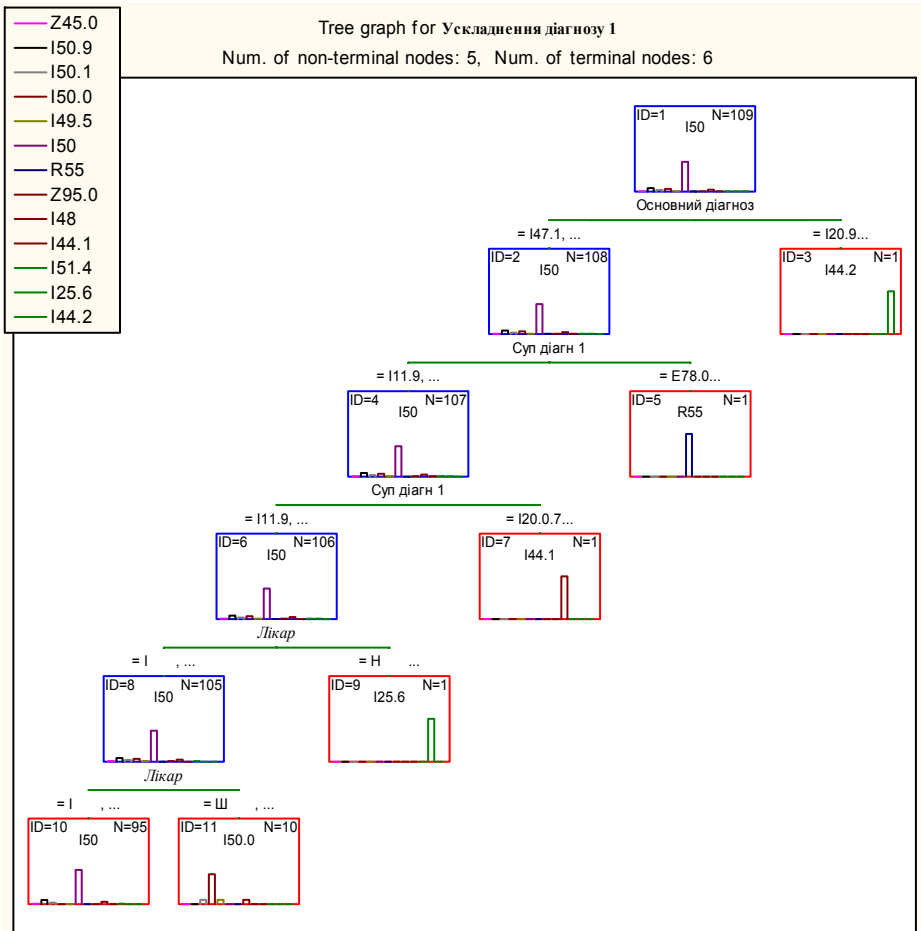 Z45.0
I50.9
I50.1
I50.0
I49.5
I50
R55
Z95.0
I48
I44.1
I51.4
I25.6
I44.2
Tree graph for Ускладнення діагнозу 1
Num. of non-terminal nodes: 5, Num. of terminal nodes: 6
ID=1 N=109
I50
Основний діагноз
= I47.1, ... = I20.9...
ID=2 N=108 ID=3 N=1
I50 I44.2
Суп діагн 1
= I11.9, ... = E78.0...
ID=4 N=107 ID=5 N=1
I50 R55
Суп діагн 1
= I11.9, ... = I20.0.7...
ID=6 N=106 ID=7 N=1
I50 I44.1
Лікар
= І , ... = Н ...
ID=8 N=105 ID=9 N=1
I50 I25.6
Лікар
= І , ... = Ш , ...
ID=10 N=95 ID=11 N=10
I50 I50.0